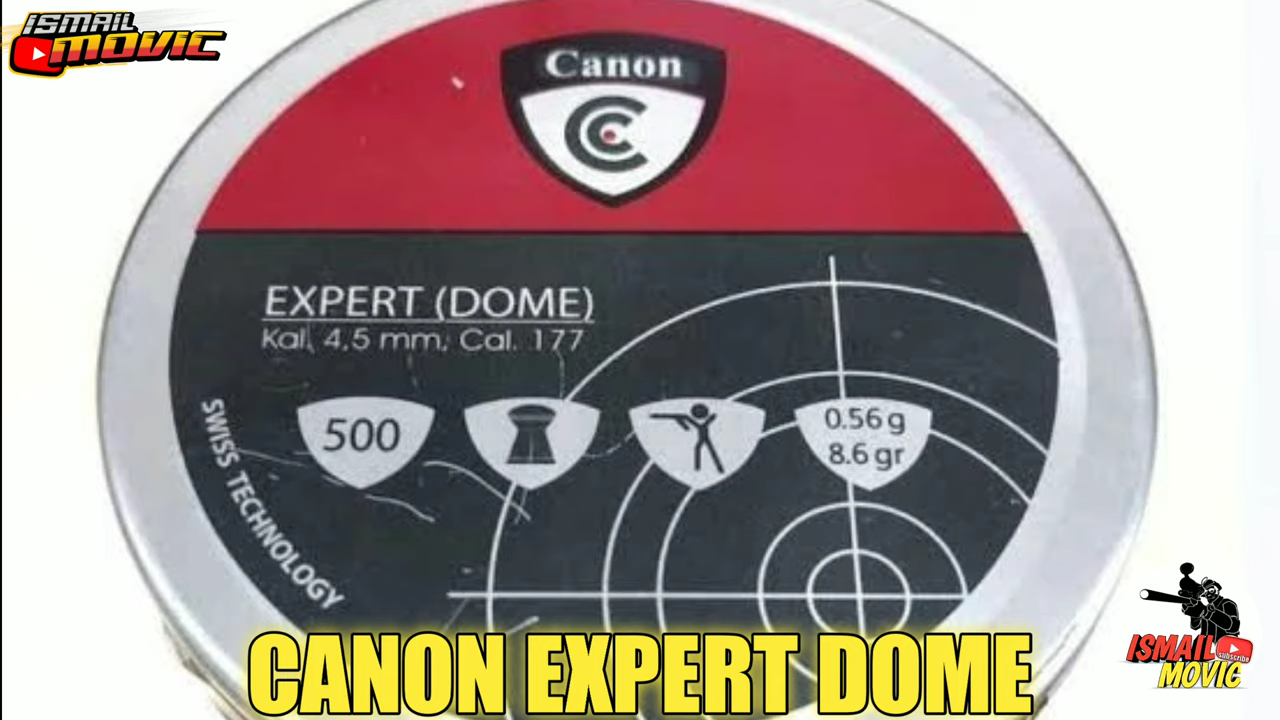 ISMAIL
MOVIC
Canon
EXPERT (DOME)
Kal. 4,5 mm, Cal. 177
500
0.56 g
8.6 gr
SWISS TECHNOLOGY
CANON EXPERT DOME
ISMAIL
subscribe
MOVIC